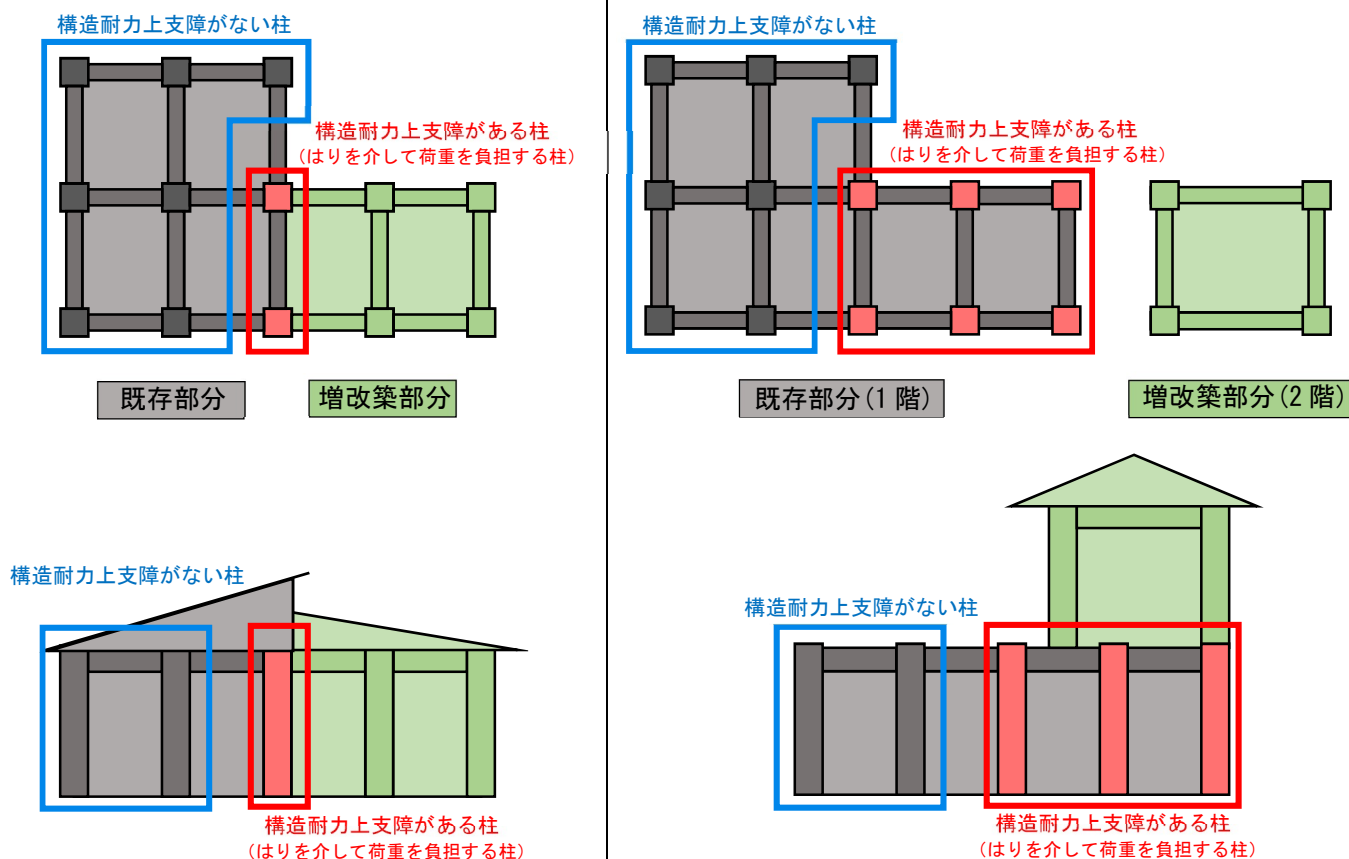 構造耐力上支障がない柱
構造耐力上支障がある柱
(はりを介して荷重を負担する柱)
既存部分
増改築部分
構造耐力上支障がない柱
構造耐力上支障がある柱
(はりを介して荷重を負担する柱)
構造耐力上支障がない柱
構造耐力上支障がある柱
(はりを介して荷重を負担する柱)
既存部分(1階)
増改築部分(2階)
構造耐力上支障がない柱
構造耐力上支障がある柱
(はりを介して荷重を負担する柱)